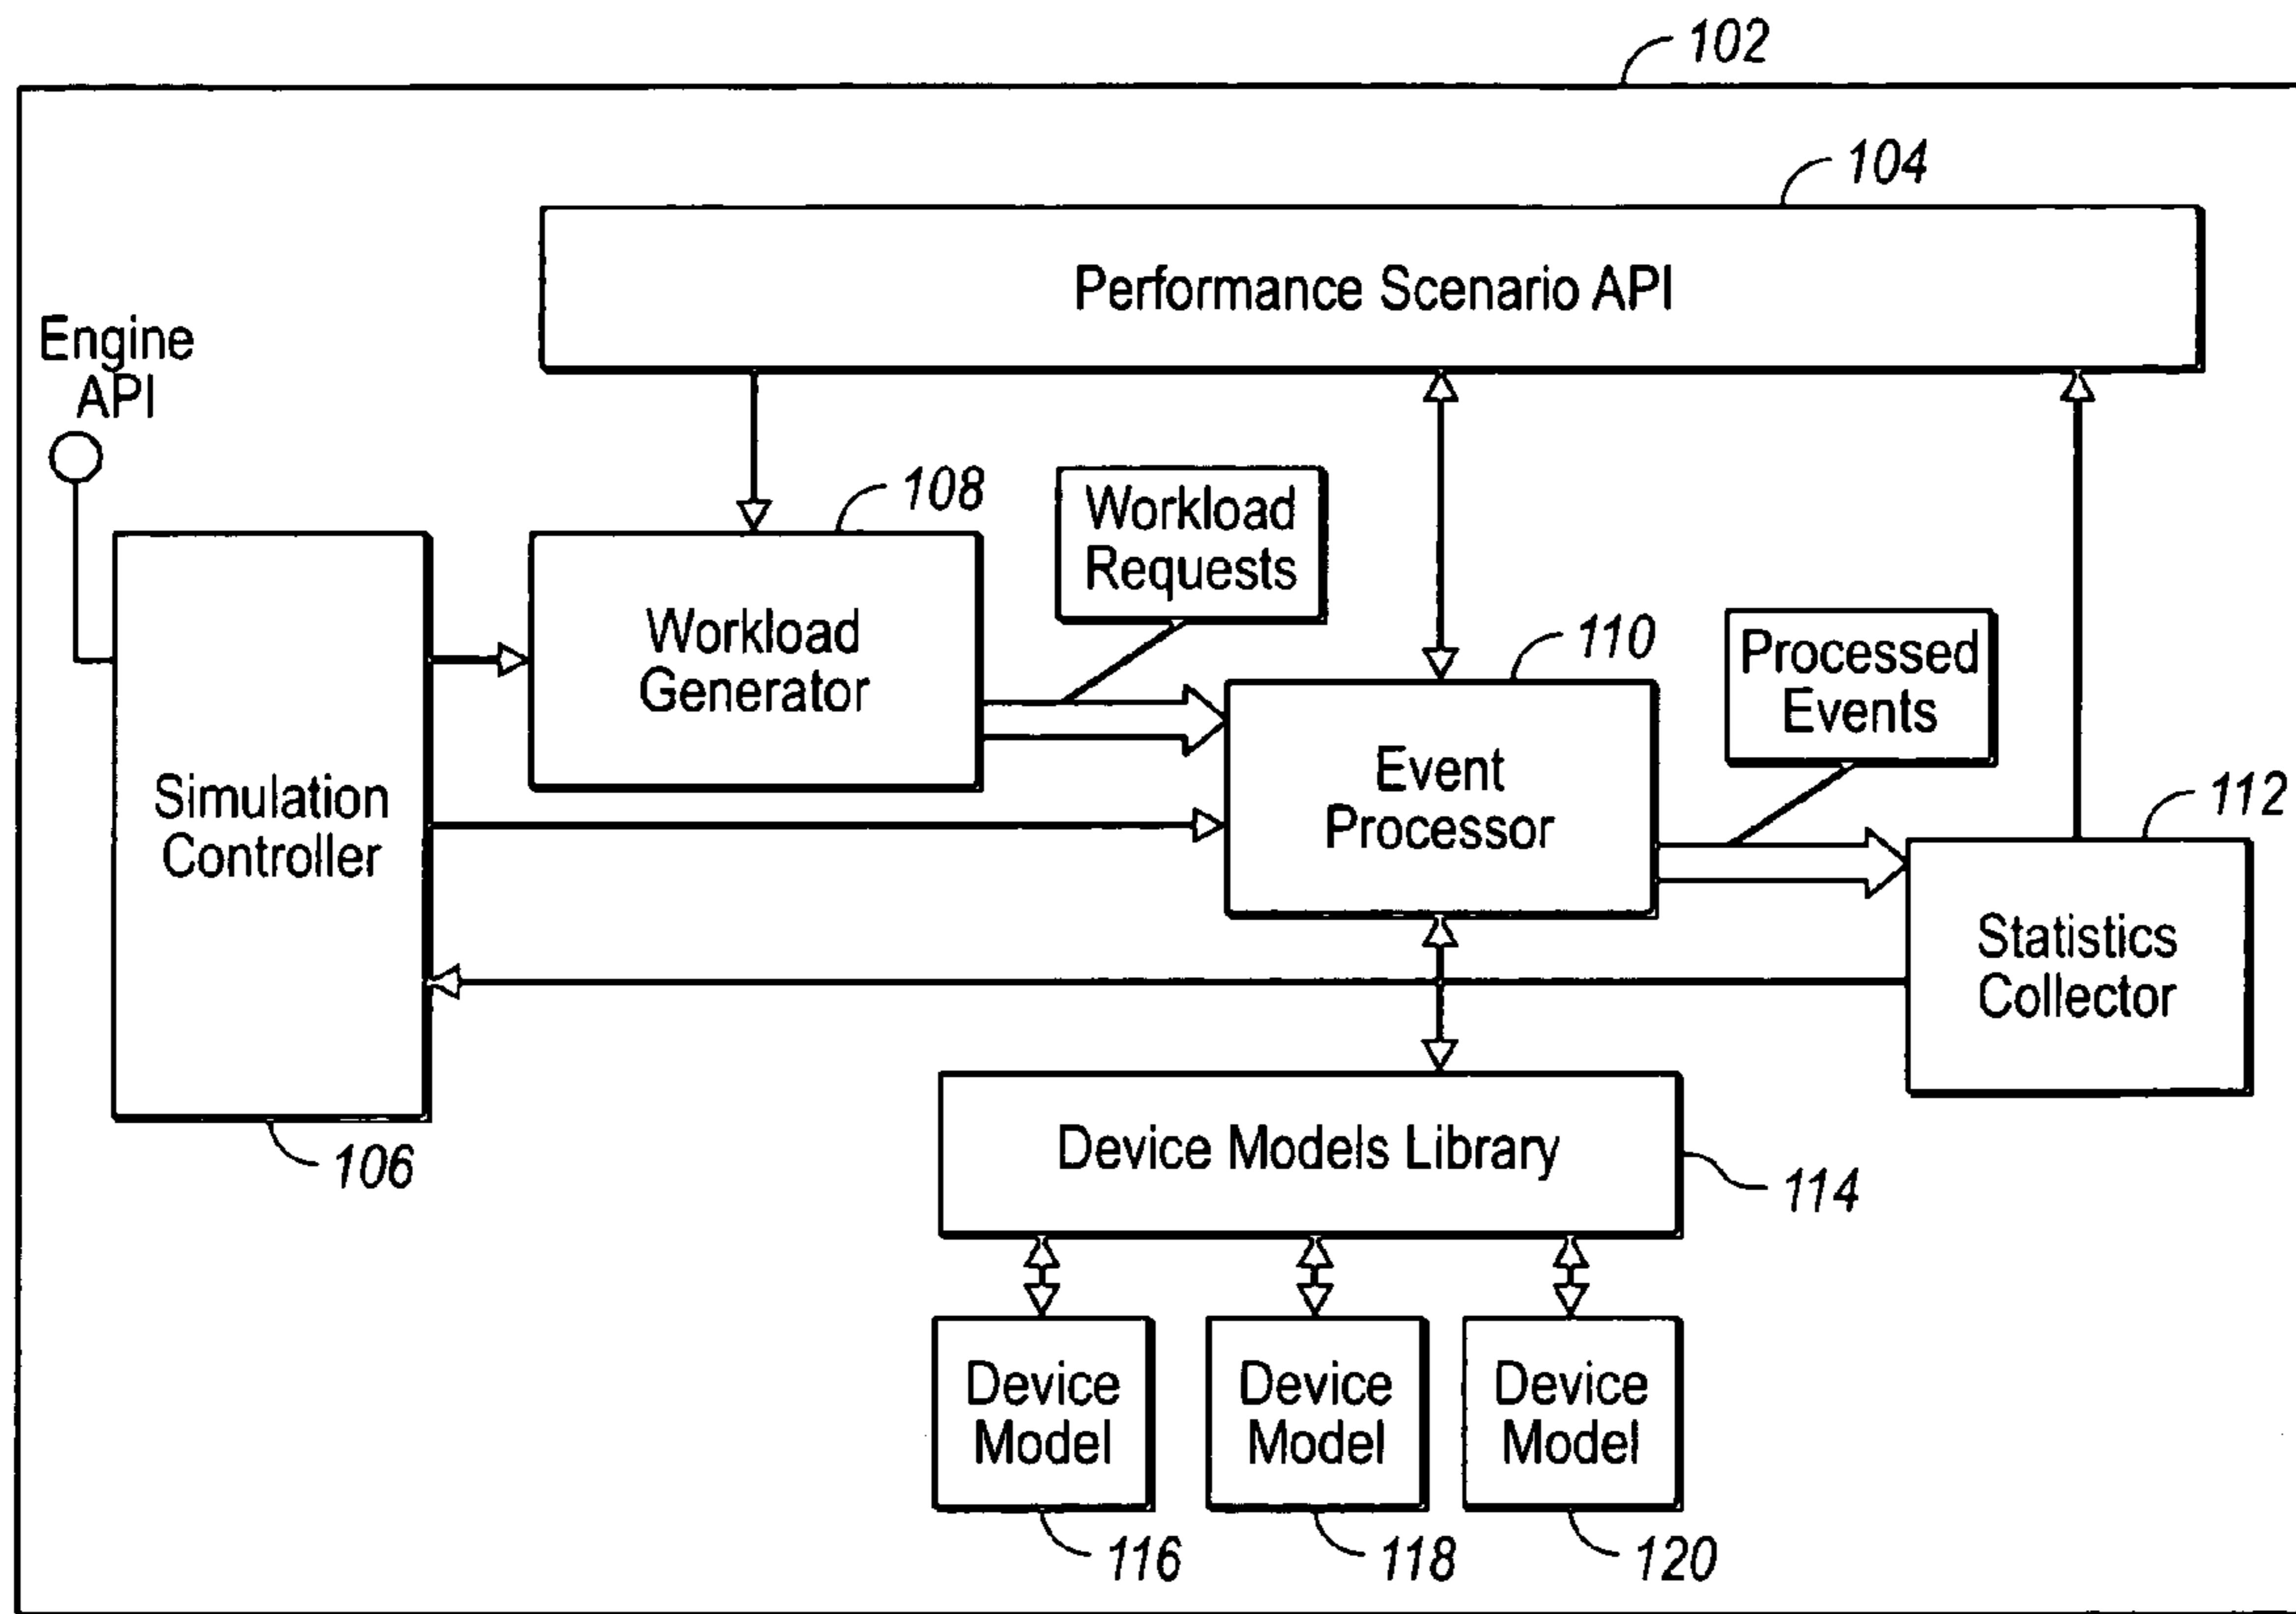 102
104
Performance Scenario API
Engine
API
108
Workload
Requests
Workload
Generator
110
Processed
Events
Event
Processor
112
Simulation
Controller
Statistics
Collector
106
Device Models Library
114
Device
Model
Device
Model
Device
Model
116
118
120